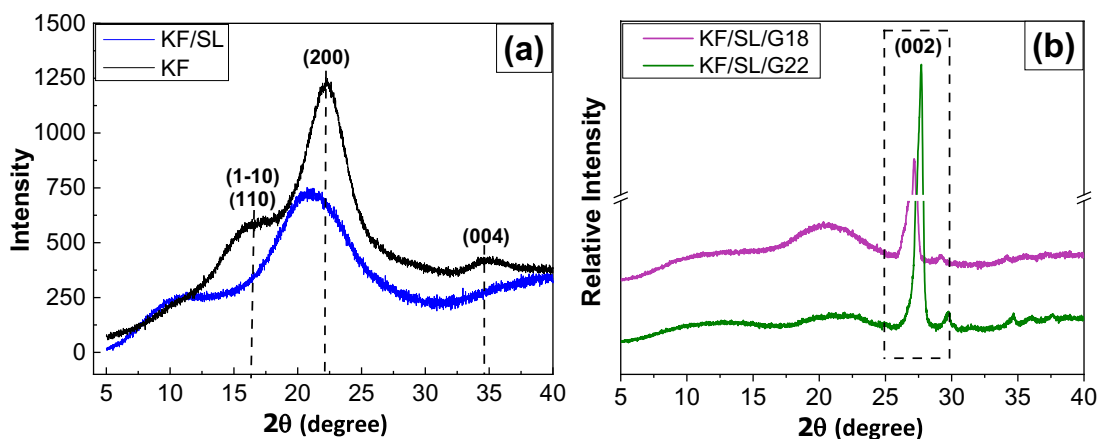 1500
1250
1000
750
500
250
0
Intensity
KF/SL
KF
(a)
(200)
(1-10)
(110)
(004)
5 10 15 20 25 30 35 40
2θ (degree)
Relative Intensity
KF/SL/G18
KF/SL/G22
(b)
(002)
5 10 15 20 25 30 35 40
2θ (degree)